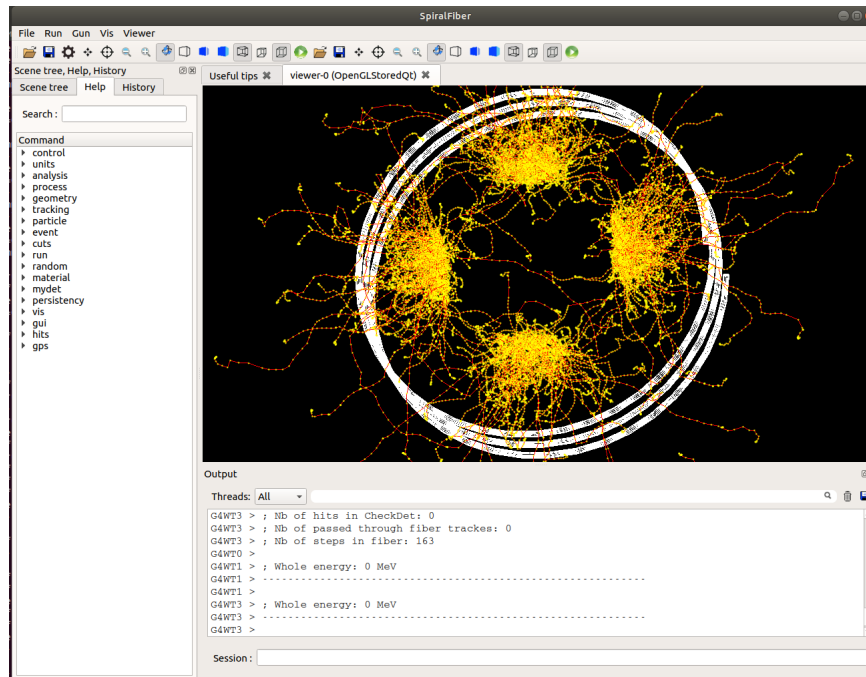 SpiralFiber
File Run Gun Vis Viewer
Scene tree, Help, History
Scene tree Help History
Search :
Command
control
units
analysis
process
geometry
tracking
particle
event
cuts
run
random
material
mydet
persistency
vis
gui
hits
gps
Useful tips viewer-0 (OpenGLStoredQt)
Output
Threads: All
G4WT3 > ; Nb of hits in CheckDet: 0
G4WT3 > ; Nb of passed through fiber trackes: 0
G4WT3 > ; Nb of steps in fiber: 163
G4WT0 >
G4WT1 > ; Whole energy: 0 MeV
G4WT1 > ----------------------------------------------------------
G4WT1 >
G4WT3 > ; Whole energy: 0 MeV
G4WT3 > ----------------------------------------------------------
G4WT3 >
Session :